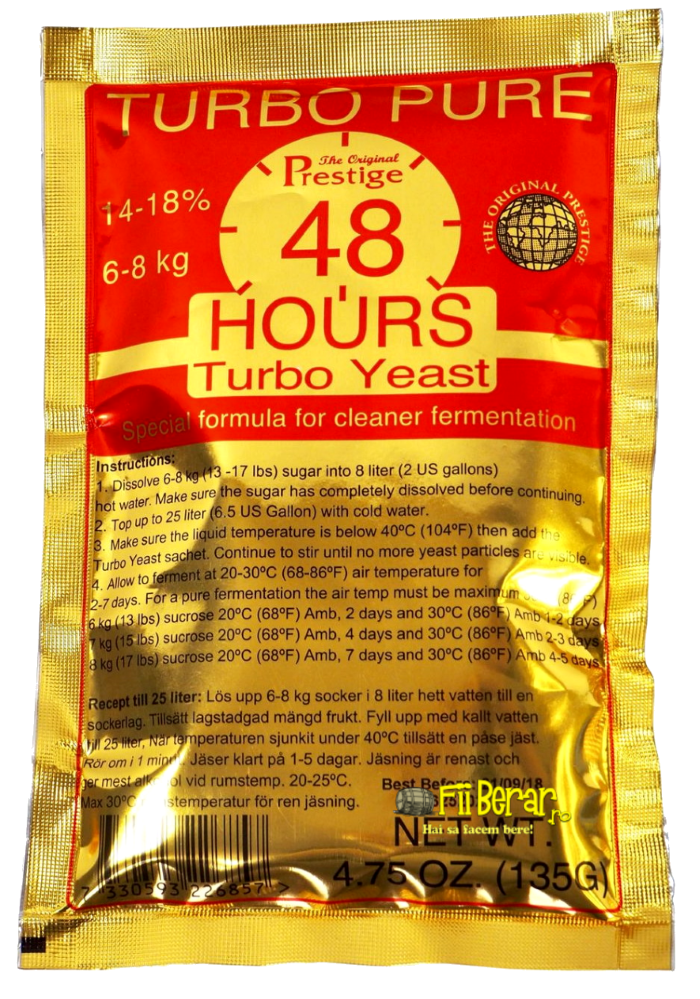 TURBO PURE
The Original
Prestige
14-18%
6-8 kg
48
HOURS
Turbo Yeast
THE ORIGINAL PRESTIGE
Special formula for cleaner fermentation
Instructions:
1. Dissolve 6-8 kg (13 -17 lbs) sugar into 8 liter (2 US gallons)
hot water. Make sure the sugar has completely dissolved before continuing.
2. Top up to 25 liter (6.5 US Gallon) with cold water.
3. Make sure the liquid temperature is below 40ºC (104ºF) then add the
Turbo Yeast sachet. Continue to stir until no more yeast particles are visible.
4. Allow to ferment at 20-30ºC (68-86ºF) air temperature for
2-7 days. For a pure fermentation the air temp must be maximum
6 kg (13 lbs) sucrose 20ºC (68ºF) Amb, 2 days and 30ºC (86ºF) Amb 1-2 days
7 kg (15 lbs) sucrose 20ºC (68ºF) Amb, 4 days and 30ºC (86ºF) Amb 2-3 days
8 kg (17 lbs) sucrose 20ºC (68ºF) Amb, 7 days and 30ºC (86ºF) Amb 4-5 days
Recept till 25 liter: Lös upp 6-8 kg socker i 8 liter hett vatten till en
sockerlag. Tillsätt lagstadgad mängd frukt. Fyll upp med kallt vatten
till 25 liter, När temperaturen sjunkit under 40ºC tillsätt en påse jäst.
Rör om i 1 Jäser klart på 1-5 dagar. Jäsning är renast och
mest vid rumstemp. 20-25ºC.
Max 30ºC för ren jäsning.
Best
Fii Berar.ro
Hai să facem bere!
NET WT.
4.75 OZ. (135G)
7 330593 226857 >